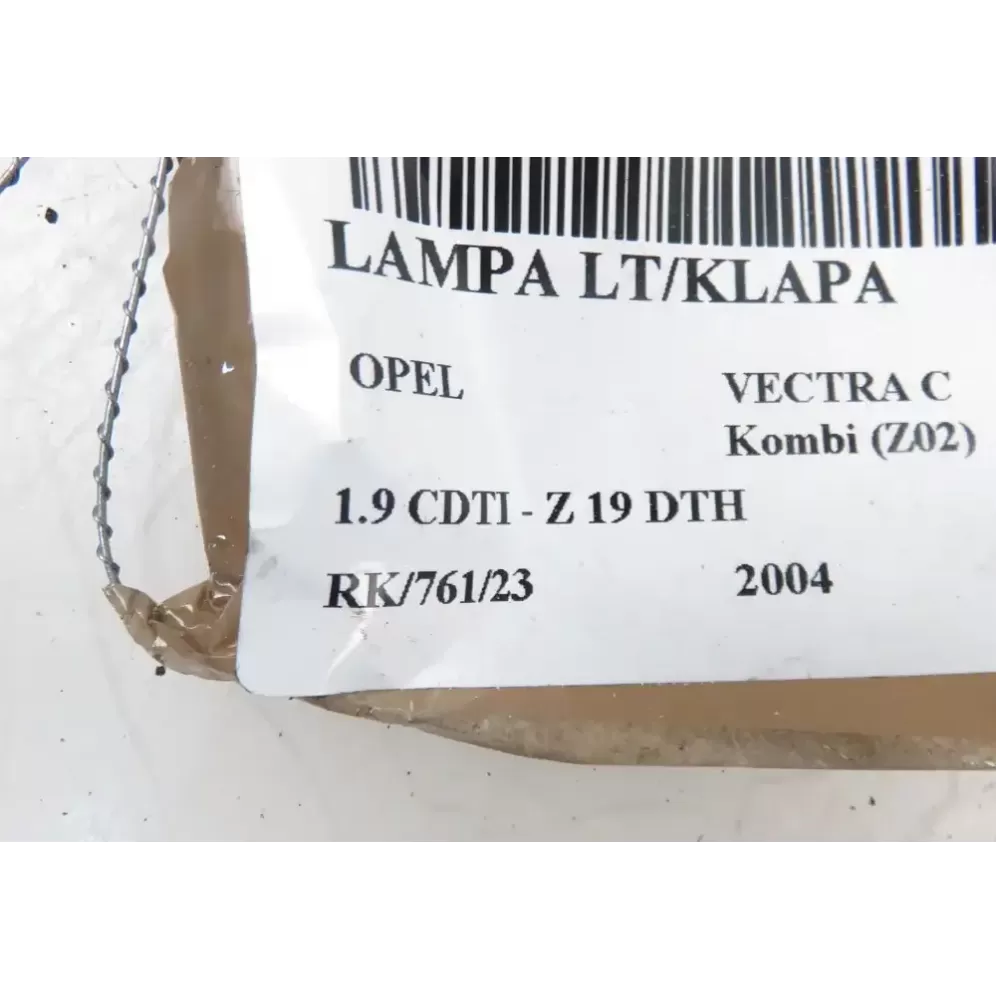 LAMPA LT/KLAPA
OPEL VECTRA C
Kombi (Z02)
1.9 CDTI - Z 19 DTH
RK/761/23 2004